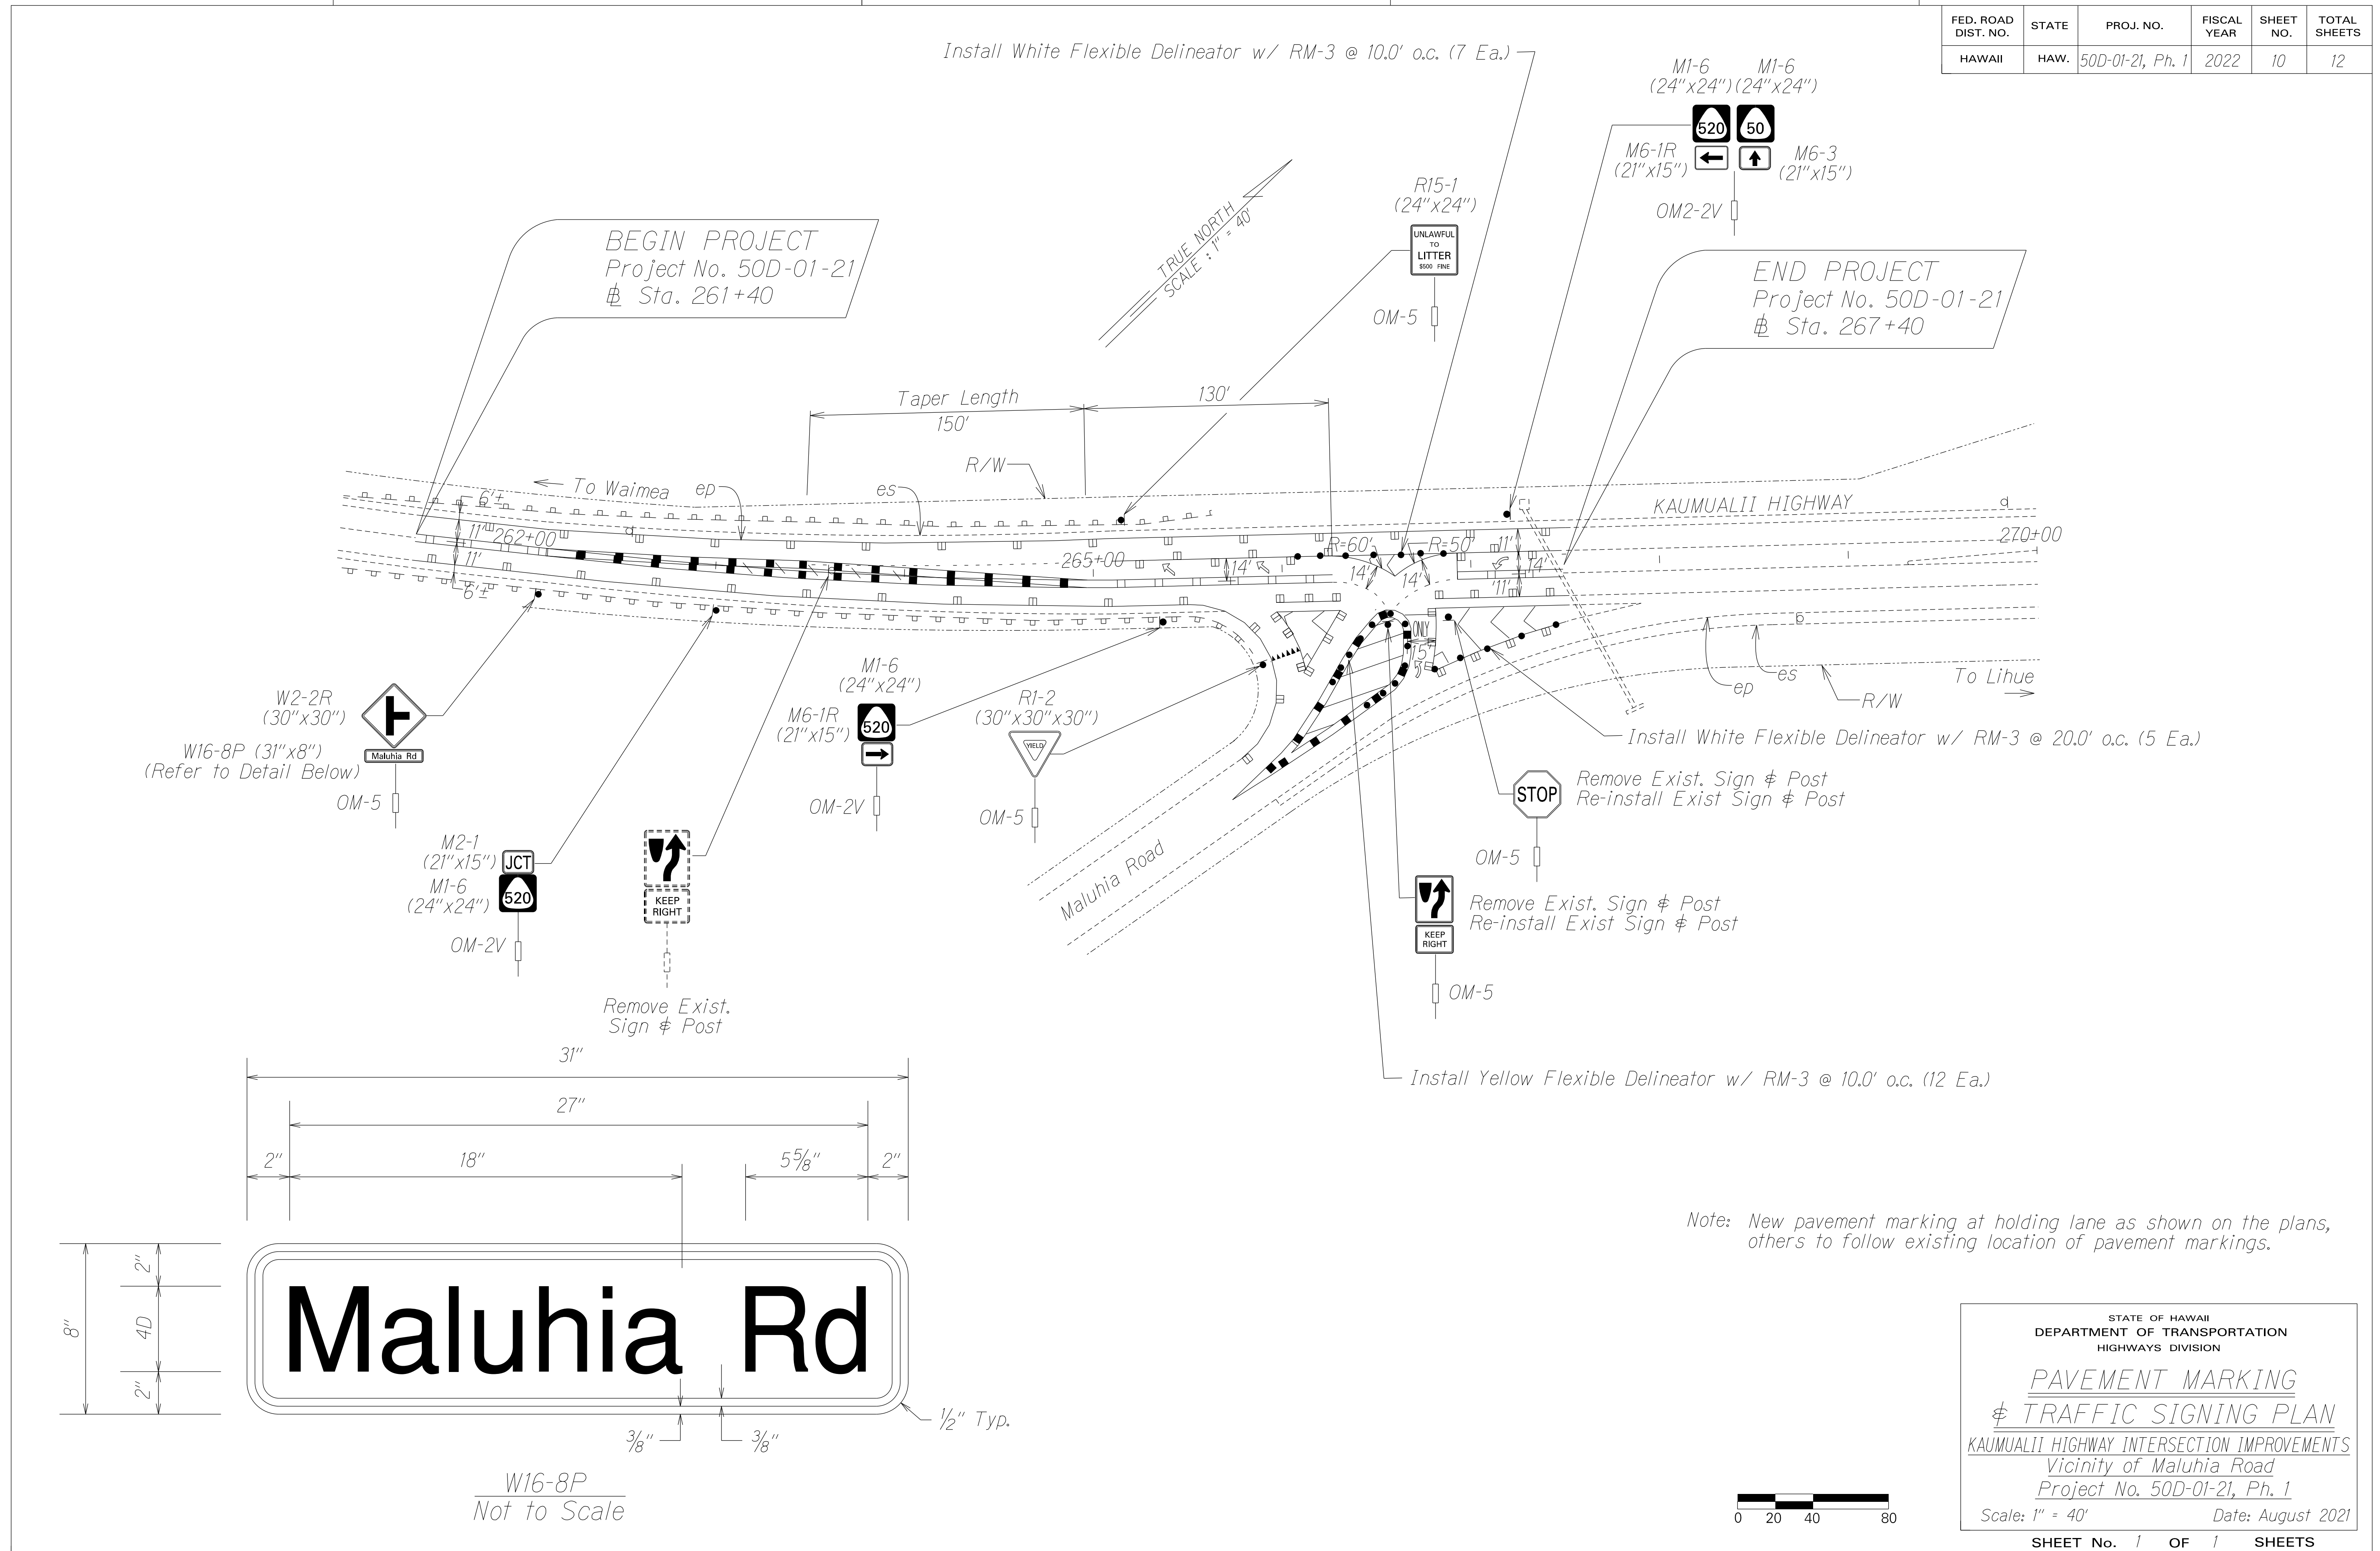 FED. ROAD DIST. NO.
STATE
PROJ. NO.
FISCAL YEAR
SHEET NO.
TOTAL SHEETS
HAWAII
HAW.
50D-01-21, Ph. 1
2022
10
12
Install White Flexible Delineator w/ RM-3 @ 10.0' o.c. (7 Ea.)
M1-6
(24"x24")
M1-6
(24"x24")
520
50
M6-1R
(21"x15")
M6-3
(21"x15")
OM2-2V
R15-1
(24"x24")
UNLAWFUL
TO
LITTER
$500 FINE
OM-5
TRUE NORTH
SCALE : 1" = 40'
BEGIN PROJECT
Project No. 50D-01-21
B Sta. 261+40
END PROJECT
Project No. 50D-01-21
B Sta. 267+40
Taper Length
150'
130'
R/W
To Waimea
ep
es
KAUMUALII HIGHWAY
d
6'±
11'
262+00
d
11'
6'±
265+00
14'
R=60'
R=50'
14'
14'
11'
14'
11'
270+00
ONLY
15'
b
ep
es
R/W
To Lihue
W2-2R
(30"x30")
W16-8P (31"x8")
(Refer to Detail Below)
Maluhia Rd
OM-5
M2-1
(21"x15")
JCT
M1-6
(24"x24")
520
OM-2V
KEEP
RIGHT
Remove Exist.
Sign & Post
M1-6
(24"x24")
M6-1R
(21"x15")
520
OM-2V
R1-2
(30"x30"x30")
YIELD
OM-5
Maluhia Road
Install White Flexible Delineator w/ RM-3 @ 20.0' o.c. (5 Ea.)
STOP
Remove Exist. Sign & Post
Re-install Exist Sign & Post
OM-5
KEEP
RIGHT
Remove Exist. Sign & Post
Re-install Exist Sign & Post
OM-5
Install Yellow Flexible Delineator w/ RM-3 @ 10.0' o.c. (12 Ea.)
31"
27"
2"
18"
5⅝"
2"
8"
2"
4D
2"
Maluhia Rd
⅜"
⅜"
½" Typ.
W16-8P
Not to Scale
Note: New pavement marking at holding lane as shown on the plans,
others to follow existing location of pavement markings.
0 20 40 80
STATE OF HAWAII
DEPARTMENT OF TRANSPORTATION
HIGHWAYS DIVISION
PAVEMENT MARKING
& TRAFFIC SIGNING PLAN
KAUMUALII HIGHWAY INTERSECTION IMPROVEMENTS
Vicinity of Maluhia Road
Project No. 50D-01-21, Ph. 1
Scale: 1" = 40' Date: August 2021
SHEET No. 1 OF 1 SHEETS